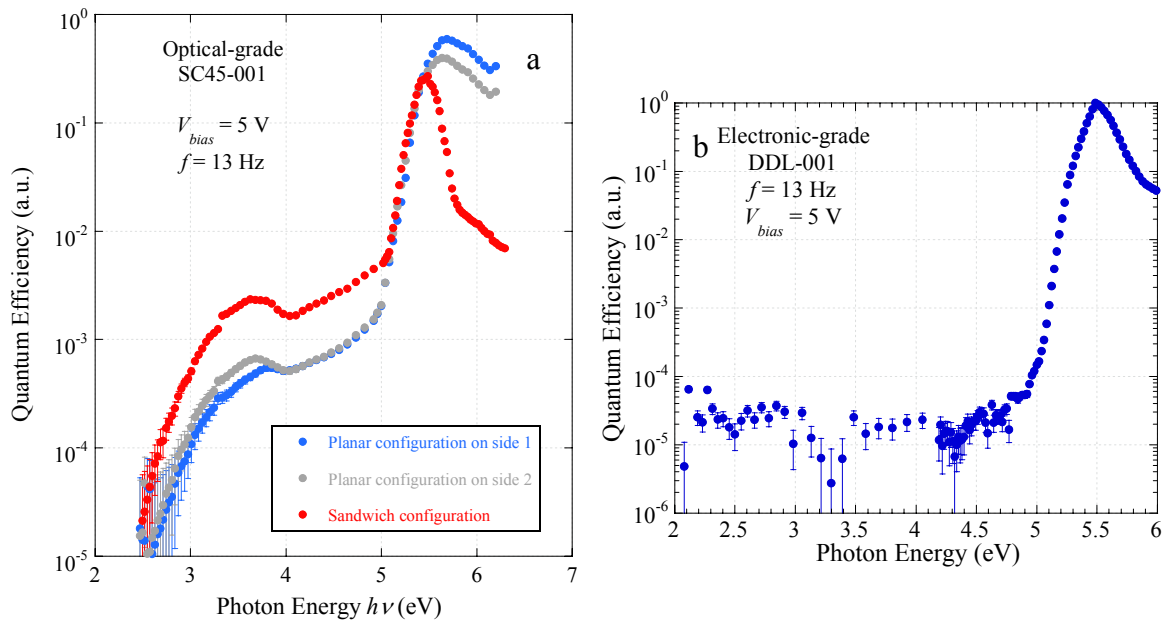 Quantum Efficiency (a.u.)
10^0
10^-1
10^-2
10^-3
10^-4
10^-5
Optical-grade
SC45-001
V_bias = 5 V
f = 13 Hz
a
Planar configuration on side 1
Planar configuration on side 2
Sandwich configuration
2 3 4 5 6 7
Photon Energy hν (eV)
Quantum Efficiency (a.u.)
10^0
10^-1
10^-2
10^-3
10^-4
10^-5
10^-6
b
Electronic-grade
DDL-001
f = 13 Hz
V_bias = 5 V
2 2.5 3 3.5 4 4.5 5 5.5 6
Photon Energy (eV)